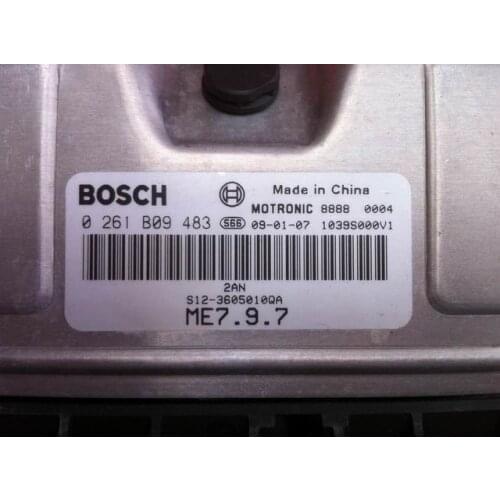 BOSCH Made in China
MOTRONIC 8888 0004
0 261 B09 483 S6B 09-01-07 1039S000V1
2AN
S12-3605010QA
ME7.9.7